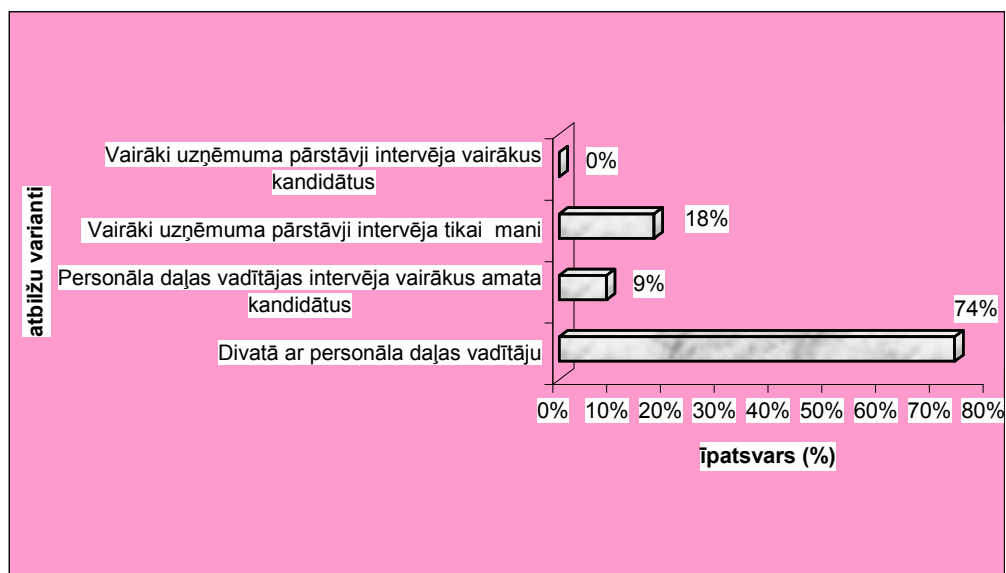 atbilžu varianti
Vairāki uzņēmuma pārstāvji intervēja vairākus
kandidātus
0%
Vairāki uzņēmuma pārstāvji intervēja tikai mani
18%
Personāla daļas vadītājas intervēja vairākus amata
kandidātus
9%
Divatā ar personāla daļas vadītāju
74%
0% 10% 20% 30% 40% 50% 60% 70% 80%
īpatsvars (%)